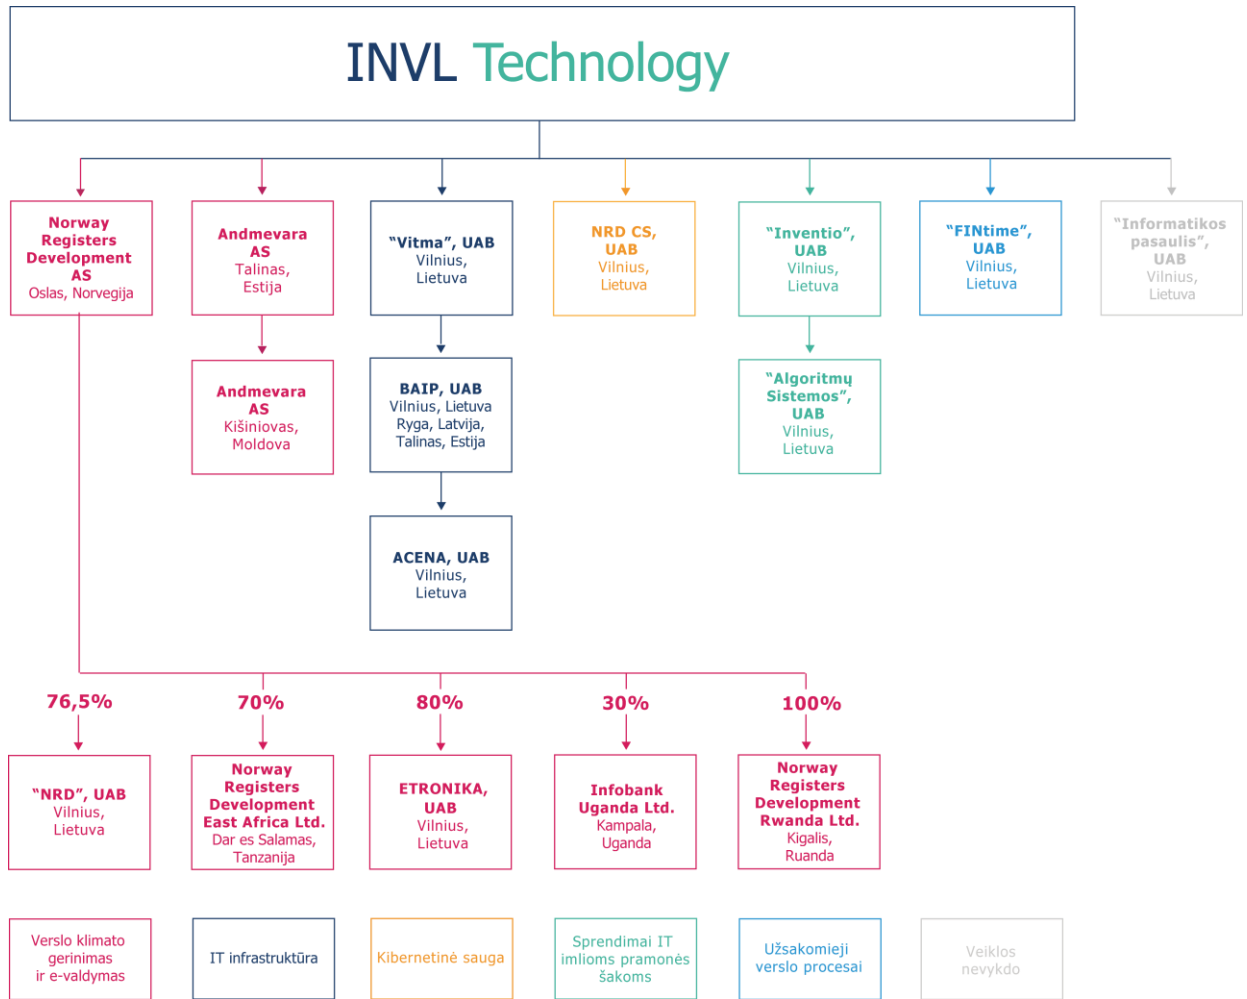 INVL Technology
Norway
Registers
Development
AS
Oslas, Norvegija
Andmevara
AS
Talinas,
Estija
“Vitma”, UAB
Vilnius,
Lietuva
NRD CS,
UAB
Vilnius,
Lietuva
“Inventio”,
UAB
Vilnius,
Lietuva
“FINtime”,
UAB
Vilnius,
Lietuva
“Informatikos
pasaulis”,
UAB
Vilnius,
Lietuva
Andmevara
AS
Kišiniovas,
Moldova
BAIP, UAB
Vilnius, Lietuva
Ryga, Latvija,
Talinas, Estija
“Algoritmų
Sistemos”,
UAB
Vilnius,
Lietuva
ACENA, UAB
Vilnius,
Lietuva
76,5%
70%
80%
30%
100%
“NRD”, UAB
Vilnius,
Lietuva
Norway
Registers
Development
East Africa Ltd.
Dar es Salamas,
Tanzanija
ETRONIKA,
UAB
Vilnius,
Lietuva
Infobank
Uganda Ltd.
Kampala,
Uganda
Norway
Registers
Development
Rwanda Ltd.
Kigalis,
Ruanda
Verslo klimato
gerinimas
ir e-valdymas
IT infrastruktūra
Kibernetinė sauga
Sprendimai IT
imlioms pramonės
šakoms
Užsakomieji
verslo procesai
Veiklos
nevykdo